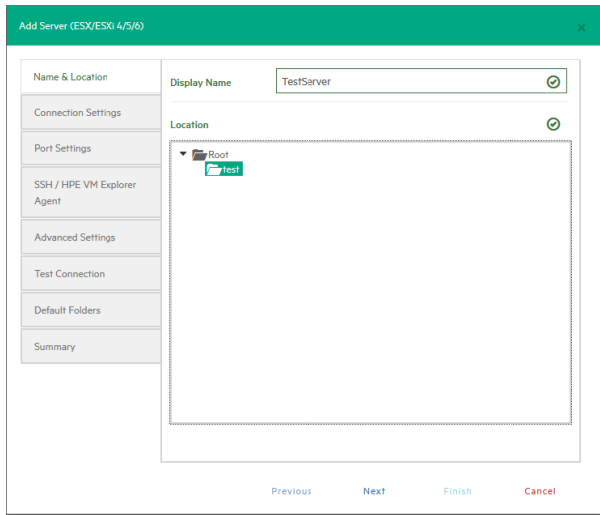 Add Server (ESX/ESXi 4/5/6)
Name & Location
Connection Settings
Port Settings
SSH / HPE VM Explorer
Agent
Advanced Settings
Test Connection
Default Folders
Summary
Display Name
TestServer
Location
Root
test
Previous
Next
Finish
Cancel